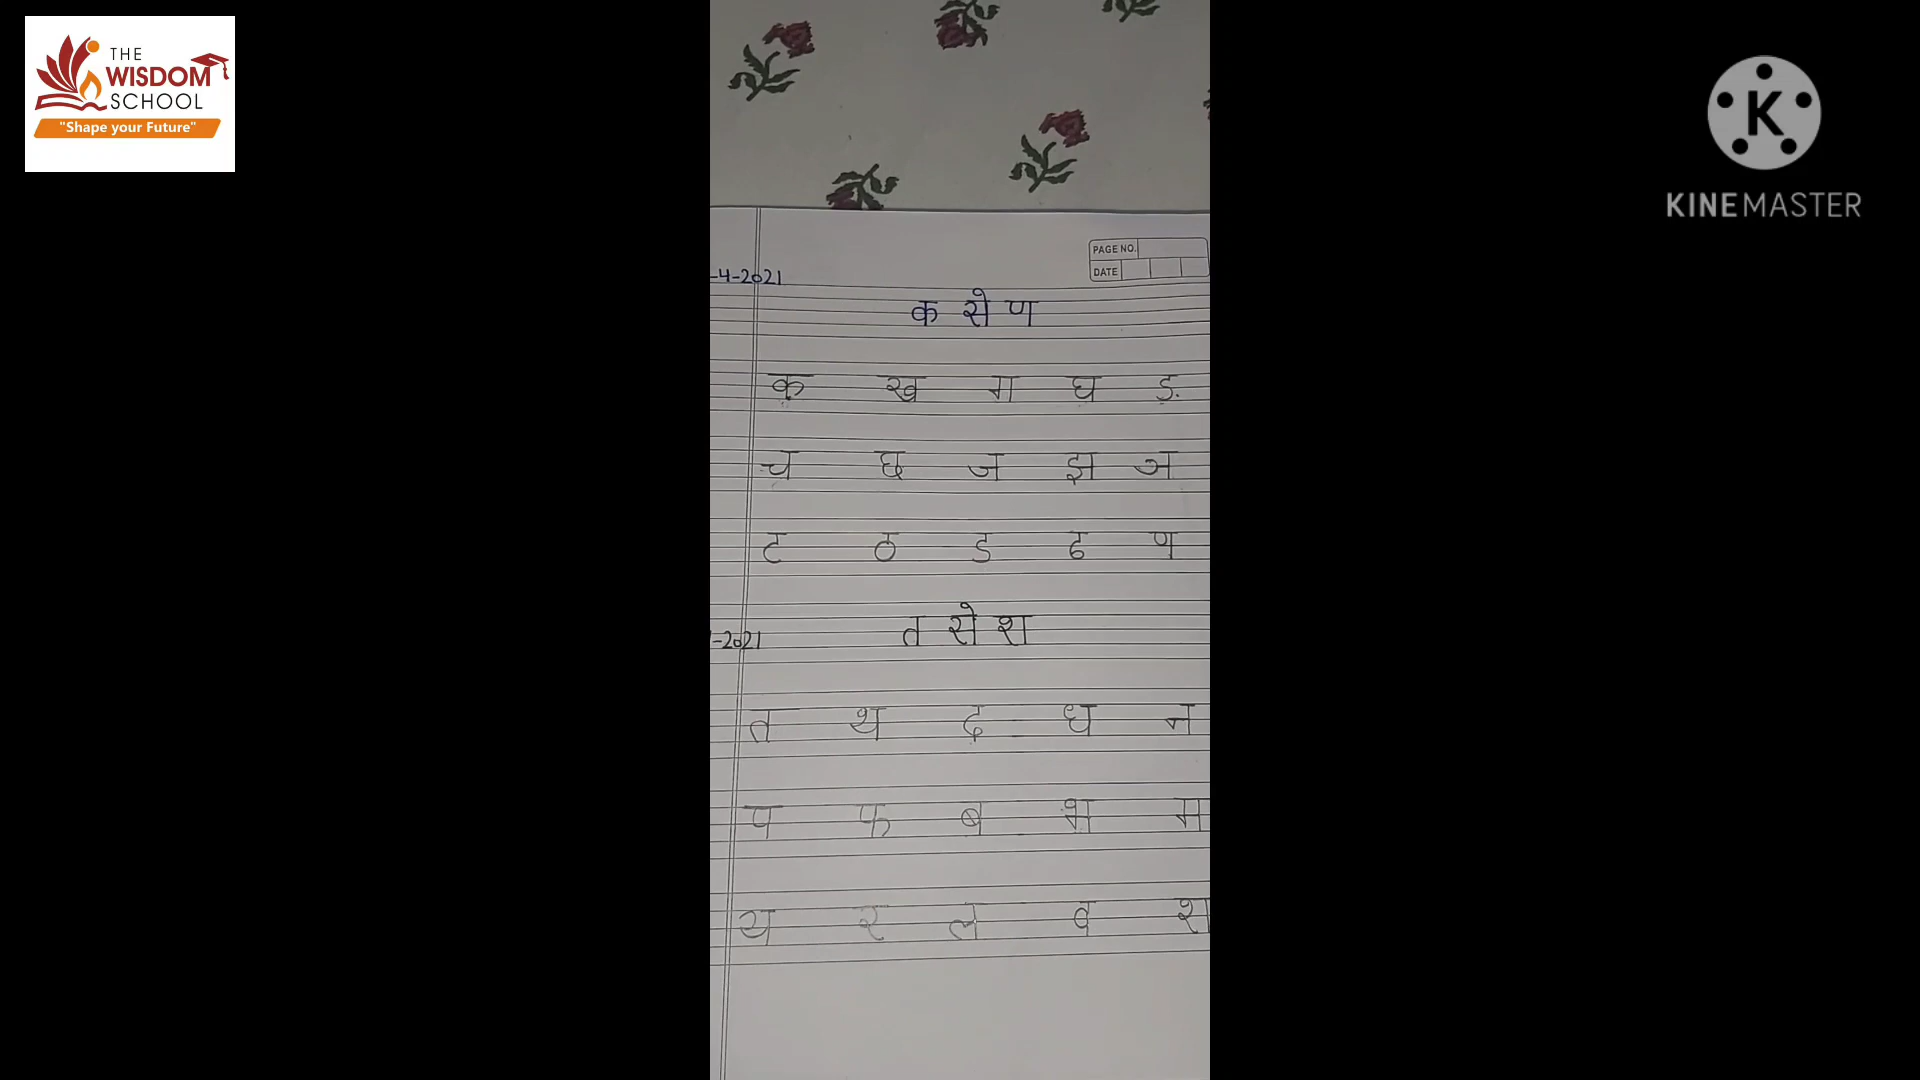 THE
WISDOM
SCHOOL
"Shape your Future"
K
KINEMASTER
PAGE NO.
DATE
-4-2021
क से ण
क ख ग घ ङ
च छ ज झ ञ
ट ठ ड ढ ण
-2021
त से श
त थ द ध न
प फ ब भ म
य र ल व श